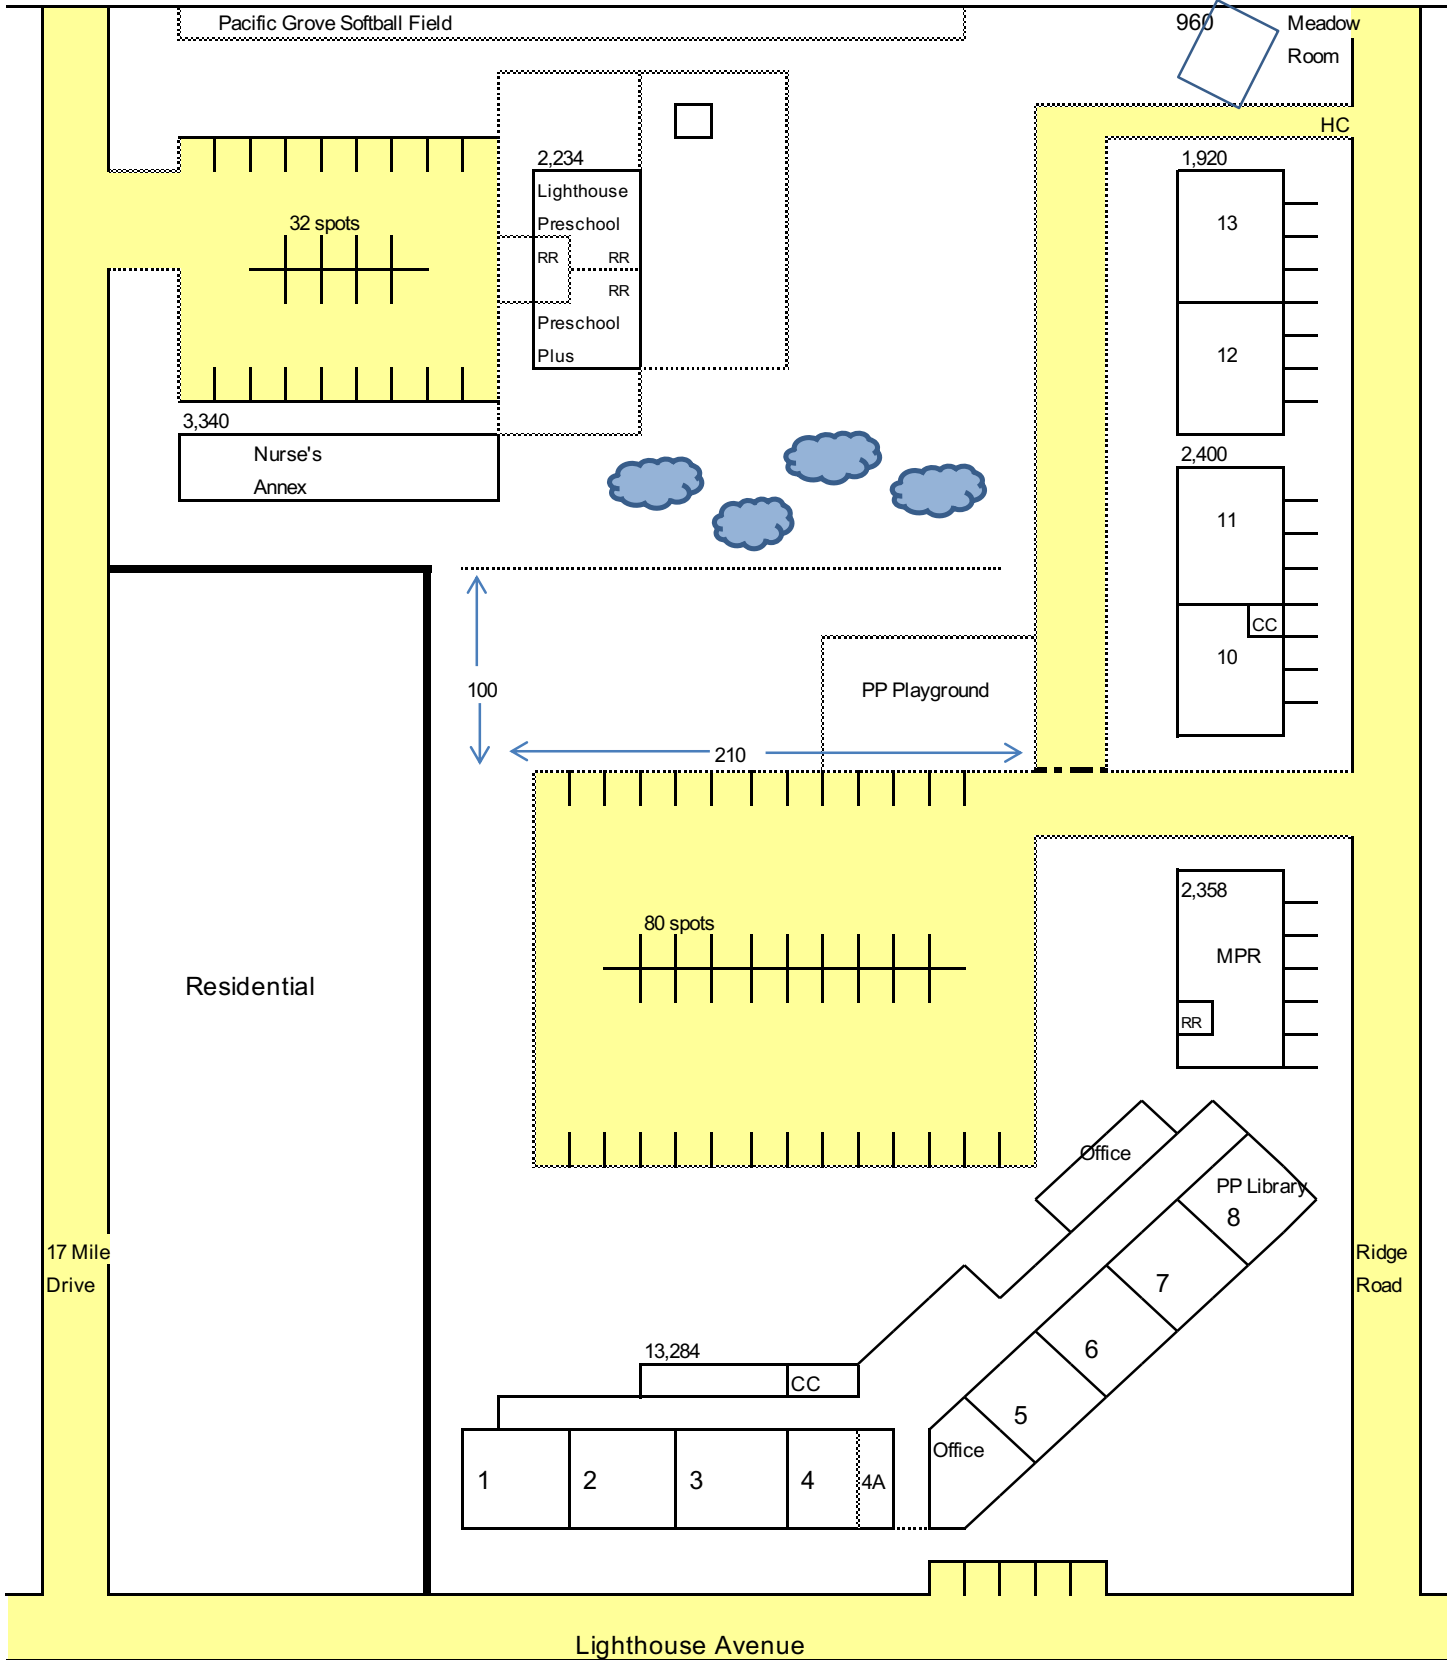 Pacific Grove Softball Field
960
Meadow
Room
HC
2,234
Lighthouse
Preschool
RR
RR
RR
Preschool
Plus
32 spots
1,920
13
12
3,340
Nurse's
Annex
2,400
11
CC
10
100
PP Playground
210
80 spots
2,358
MPR
RR
Residential
Office
PP Library
8
17 Mile
Drive
Ridge
Road
7
6
13,284
CC
5
Office
1
2
3
4
4A
Lighthouse Avenue